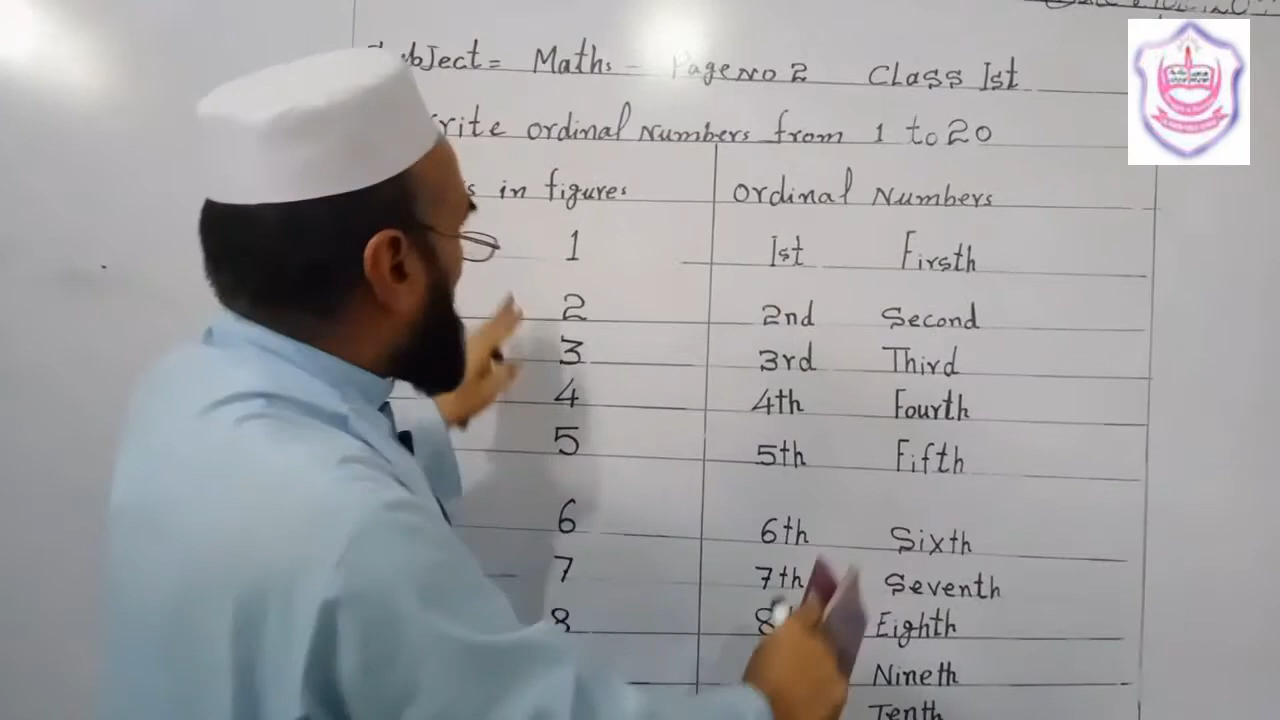 Subject = Maths - Page No 2 Class Ist
write ordinal Numbers from 1 to 20
in figures ordinal Numbers
1 Ist Firsth
2 2nd Second
3 3rd Third
4 4th Fourth
5 5th Fifth
6 6th Sixth
7 7th Seventh
8 8 Eighth
Nineth
Tenth